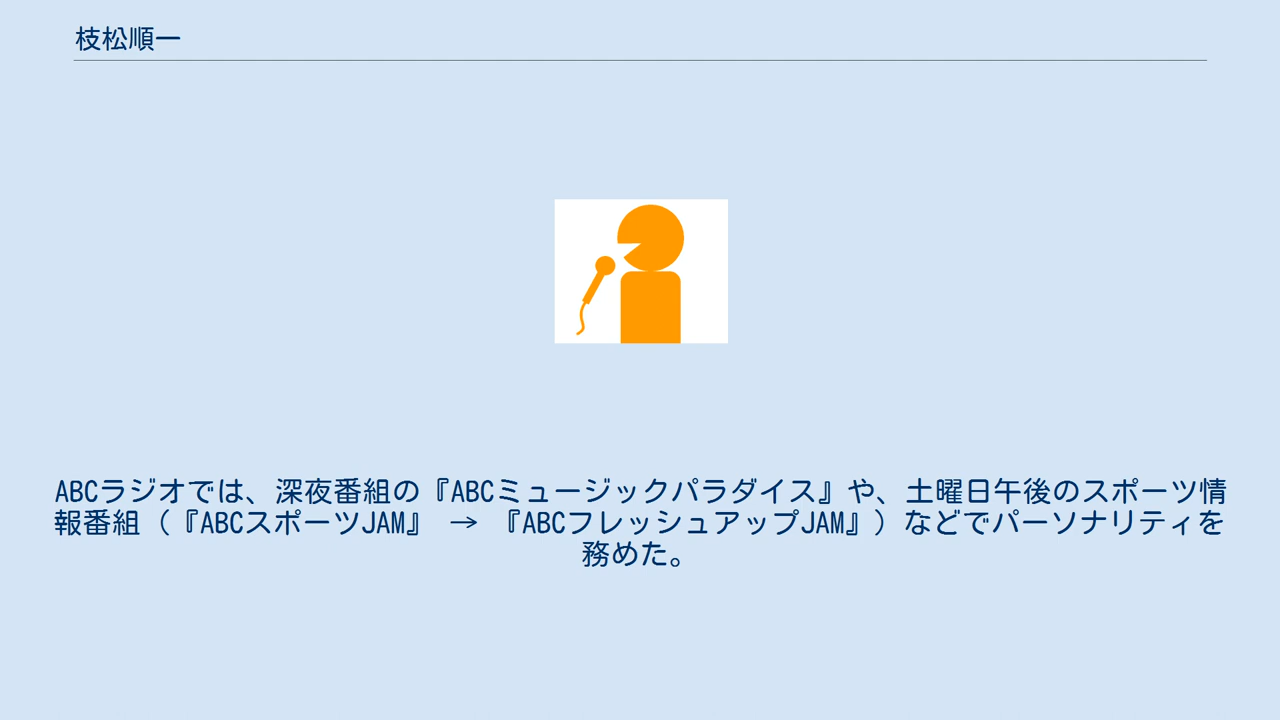 枝松順一
ABCラジオでは、深夜番組の『ABCミュージックパラダイス』や、土曜日午後のスポーツ情
報番組（『ABCスポーツJAM』 → 『ABCフレッシュアップJAM』）などでパーソナリティを
務めた。